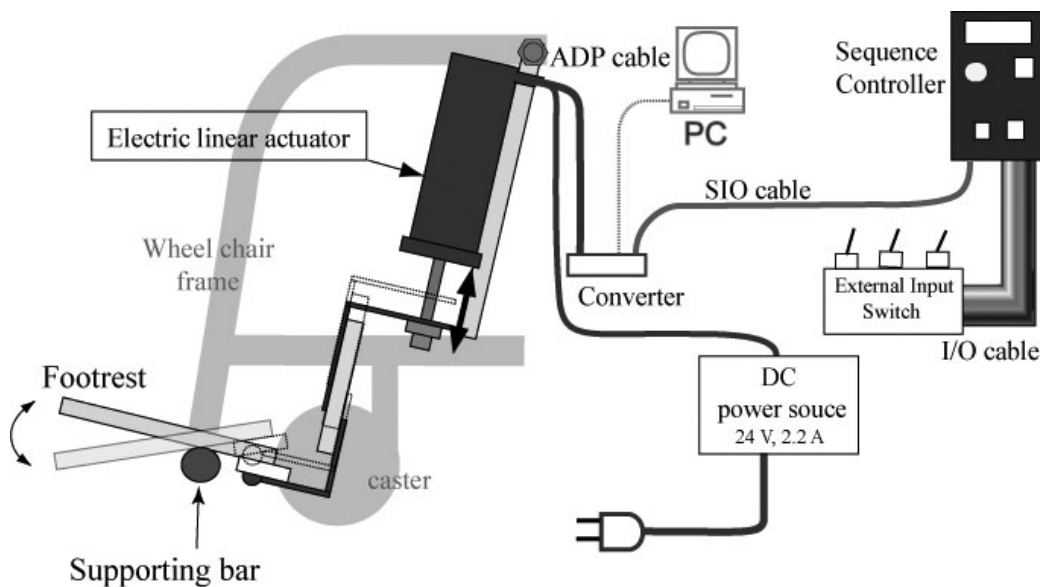 ADP cable
Sequence
Controller
PC
Electric linear actuator
SIO cable
Wheel chair
frame
External Input
Switch
Converter
I/O cable
Footrest
DC
power souce
24 V, 2.2 A
caster
Supporting bar